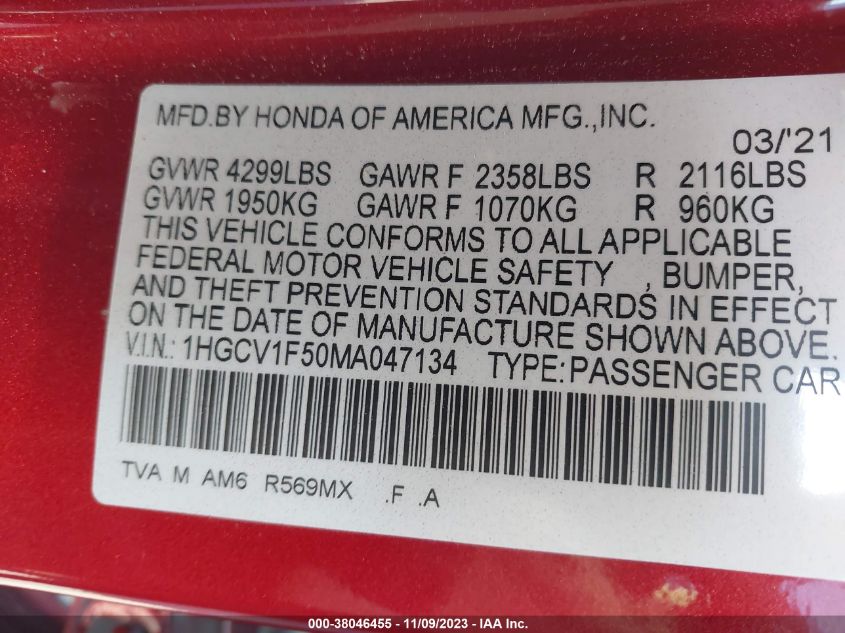 MFD.BY HONDA OF AMERICA MFG.,INC.
03/'21
GVWR 4299LBS GAWR F 2358LBS R 2116LBS
GVWR 1950KG GAWR F 1070KG R 960KG
THIS VEHICLE CONFORMS TO ALL APPLICABLE
FEDERAL MOTOR VEHICLE SAFETY , BUMPER,
AND THEFT PREVENTION STANDARDS IN EFFECT
ON THE DATE OF MANUFACTURE SHOWN ABOVE.
V.I.N.: 1HGCV1F50MA047134 TYPE:PASSENGER CAR
TVA M AM6 R569MX .F .A
000-38046455 - 11/09/2023 - IAA Inc.